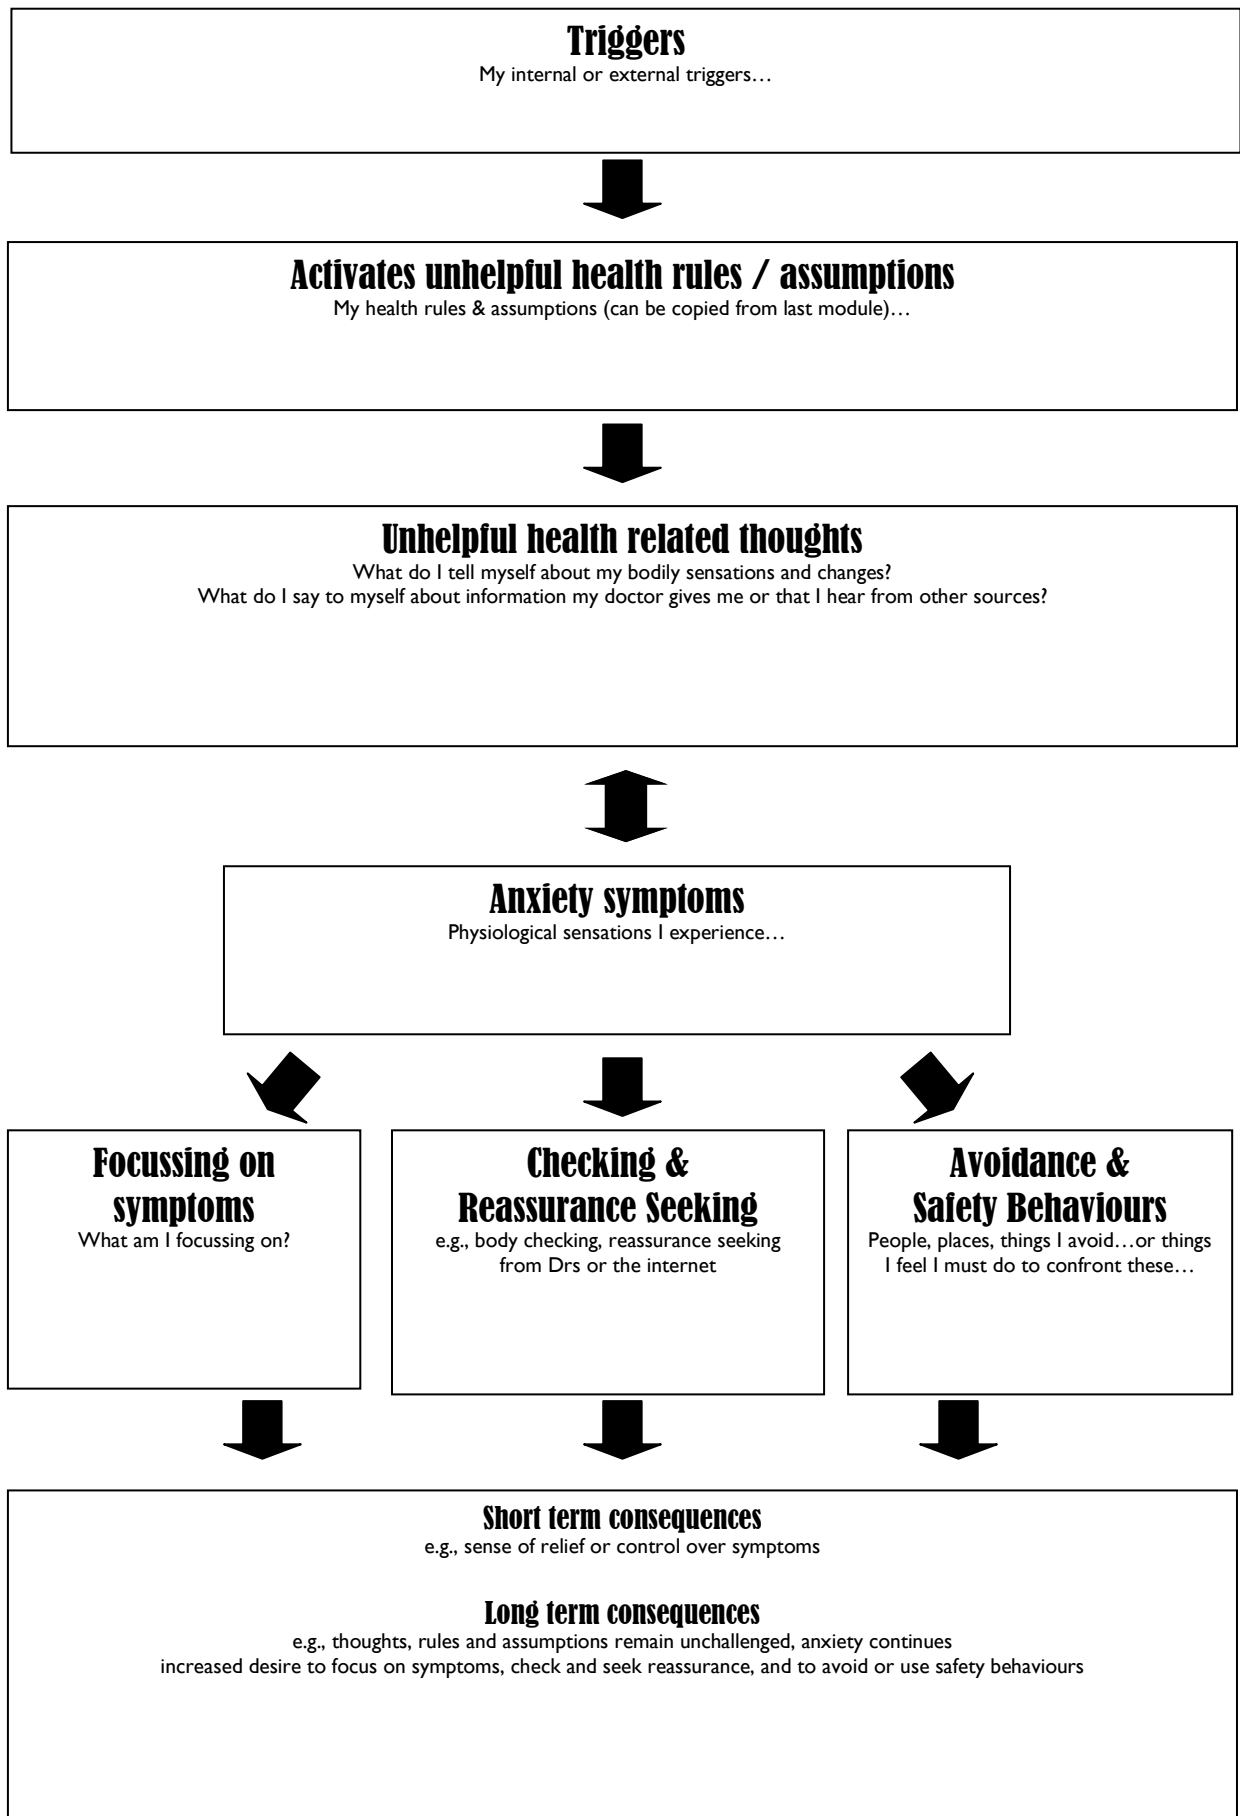 Triggers
My internal or external triggers…
Activates unhelpful health rules / assumptions
My health rules & assumptions (can be copied from last module)…
Unhelpful health related thoughts
What do I tell myself about my bodily sensations and changes?
What do I say to myself about information my doctor gives me or that I hear from other sources?
Anxiety symptoms
Physiological sensations I experience…
Focussing on
symptoms
What am I focussing on?
Checking &
Reassurance Seeking
e.g., body checking, reassurance seeking
from Drs or the internet
Avoidance &
Safety Behaviours
People, places, things I avoid…or things
I feel I must do to confront these…
Short term consequences
e.g., sense of relief or control over symptoms
Long term consequences
e.g., thoughts, rules and assumptions remain unchallenged, anxiety continues
increased desire to focus on symptoms, check and seek reassurance, and to avoid or use safety behaviours